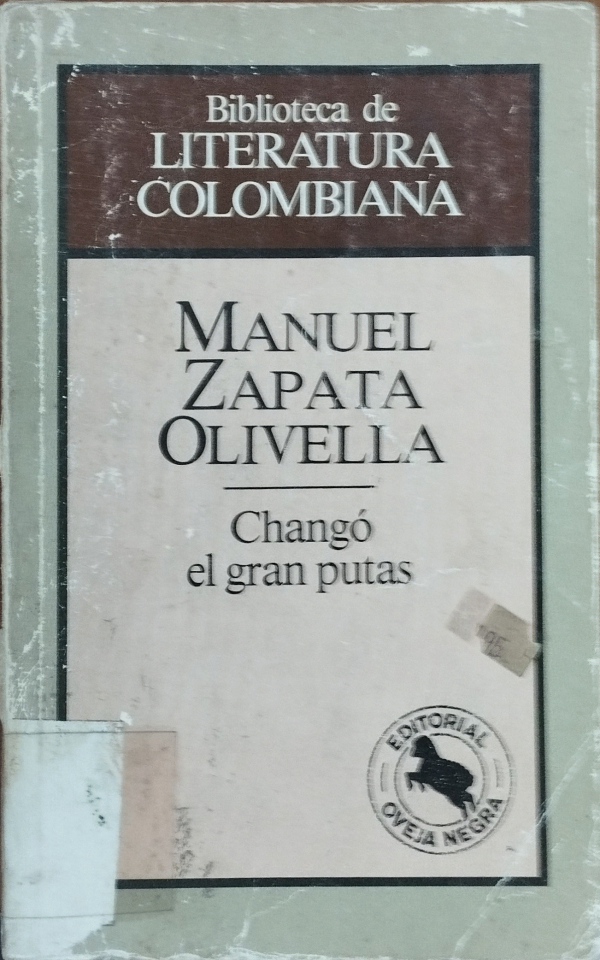 Biblioteca de
LITERATURA
COLOMBIANA
MANUEL
ZAPATA
OLIVELLA
Changó
el gran putas
EDITORIAL
OVEJA NEGRA